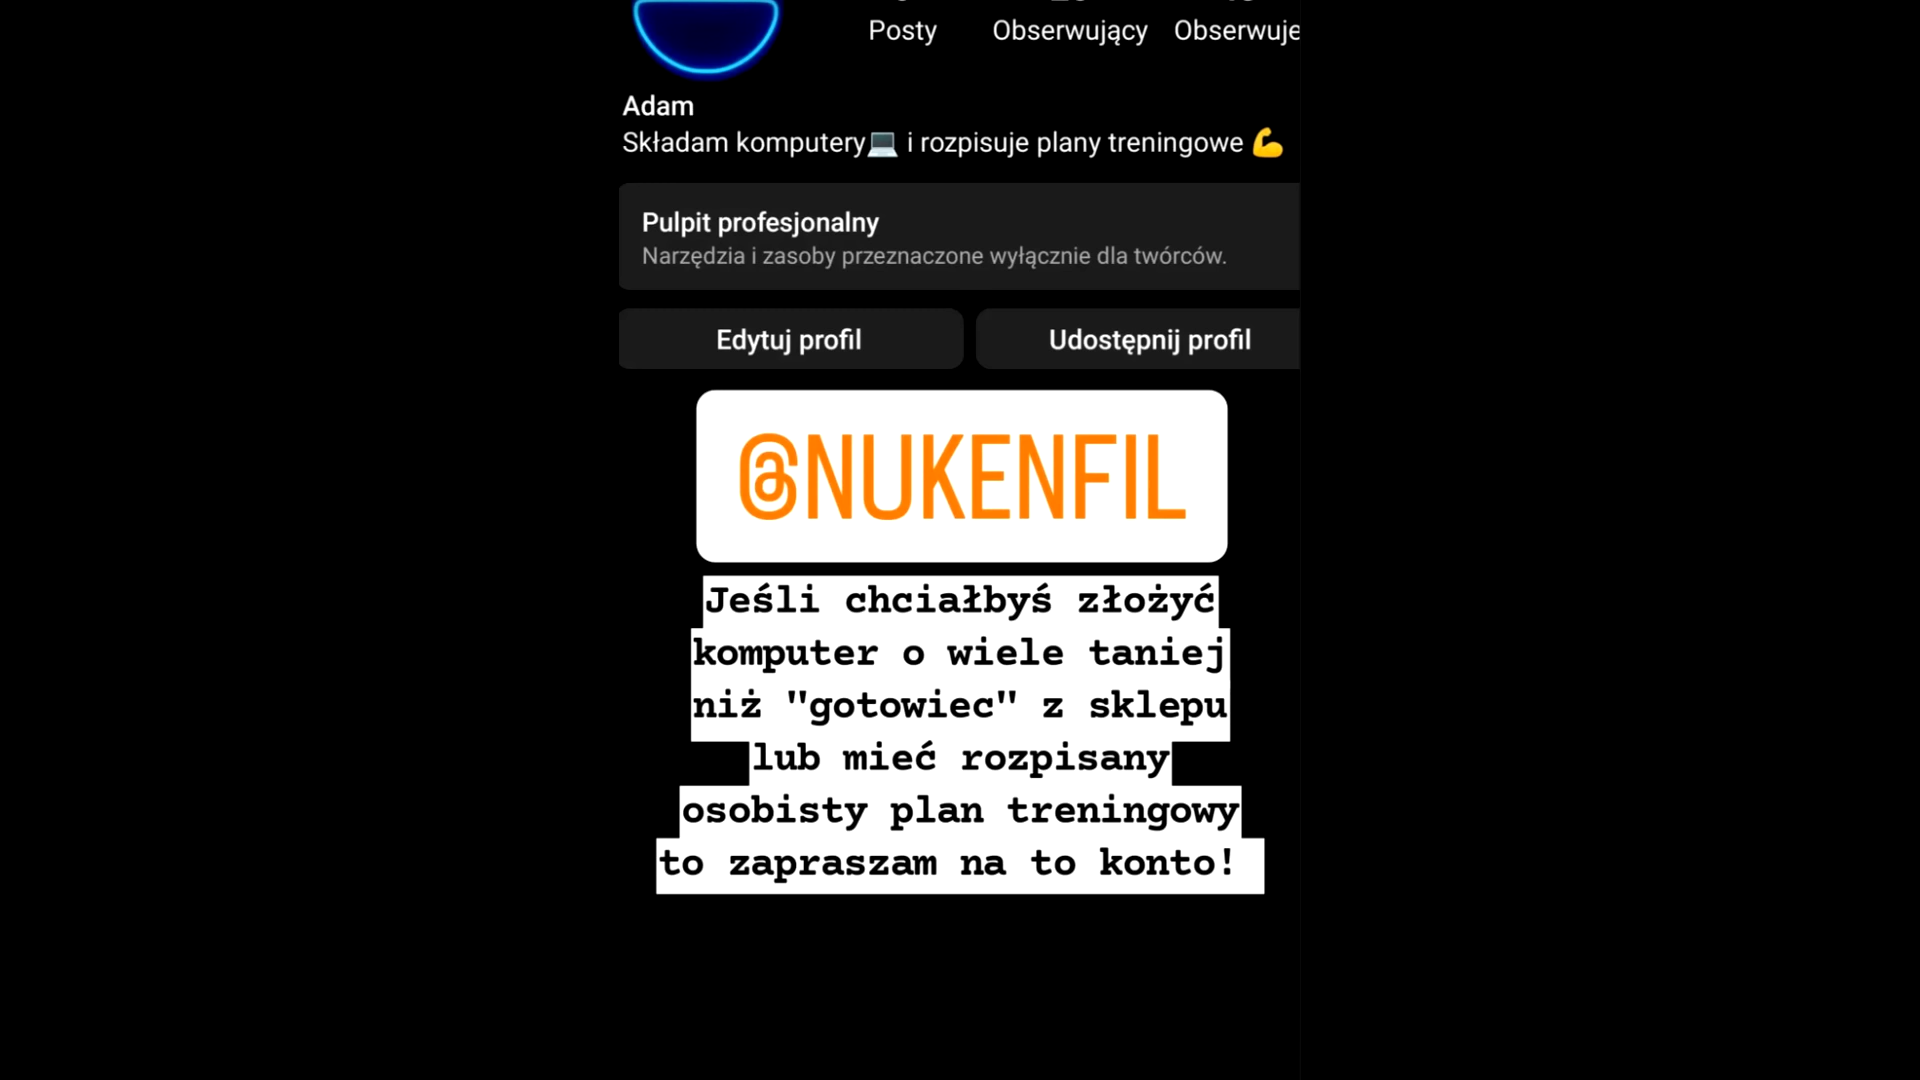 Posty Obserwujący Obserwuje
Adam
Składam komputery💻 i rozpisuje plany treningowe 💪
Pulpit profesjonalny
Narzędzia i zasoby przeznaczone wyłącznie dla twórców.
Edytuj profil Udostępnij profil
@NUKENFIL
Jeśli chciałbyś złożyć
komputer o wiele taniej
niż "gotowiec" z sklepu
lub mieć rozpisany
osobisty plan treningowy
to zapraszam na to konto!